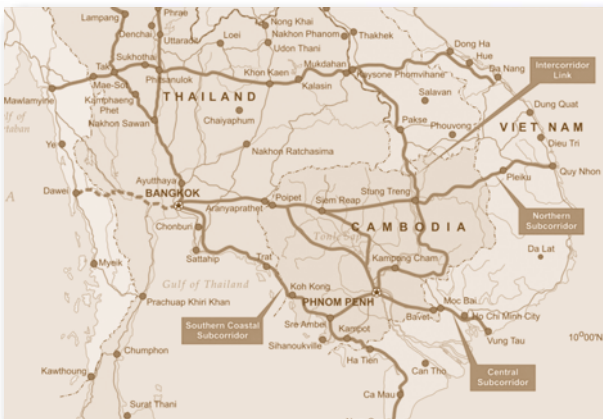 Lampang
Phrae
Denchai
Uttaradit
Loei
Nong Khai
Nakhon Phanom
Udon Thani
Thakhek
Sukhothai
Tak
Mae-Sot
Phitsanulok
Khon Kaen
Mukdahan
Kaysone Phomvihane
Dong Ha
Hue
Da Nang
Intercorridor
Link
Mawlamyine
Kamphaeng
Phet
THAILAND
Kalasin
Salavan
Nakhon Sawan
Chaiyaphum
Pakse
Phouvong
Dung Quat
VIET NAM
Dieu Tri
Ye
Nakhon Ratchasima
Ayutthaya
Stung Treng
Pleiku
Quy Nhon
Dawei
BANGKOK
Aranyaprathet
Poipet
Siem Reap
A
Northern
Subcorridor
Chonburi
CAMBODIA
Tonle Sap
Sattahip
Trat
Kampong Cham
Da Lat
Myeik
Gulf of Thailand
Koh Kong
PHNOM PENH
Moc Bai
Prachuap Khiri Khan
Bavet
Ho Chi Minh City
Southern Coastal
Subcorridor
Sre Ambel
Kampot
Vung Tau
10°00'N
Sihanoukville
Ha Tien
Chumphon
Can Tho
Central
Subcorridor
Kawthoung
Ca Mau
Surat Thani